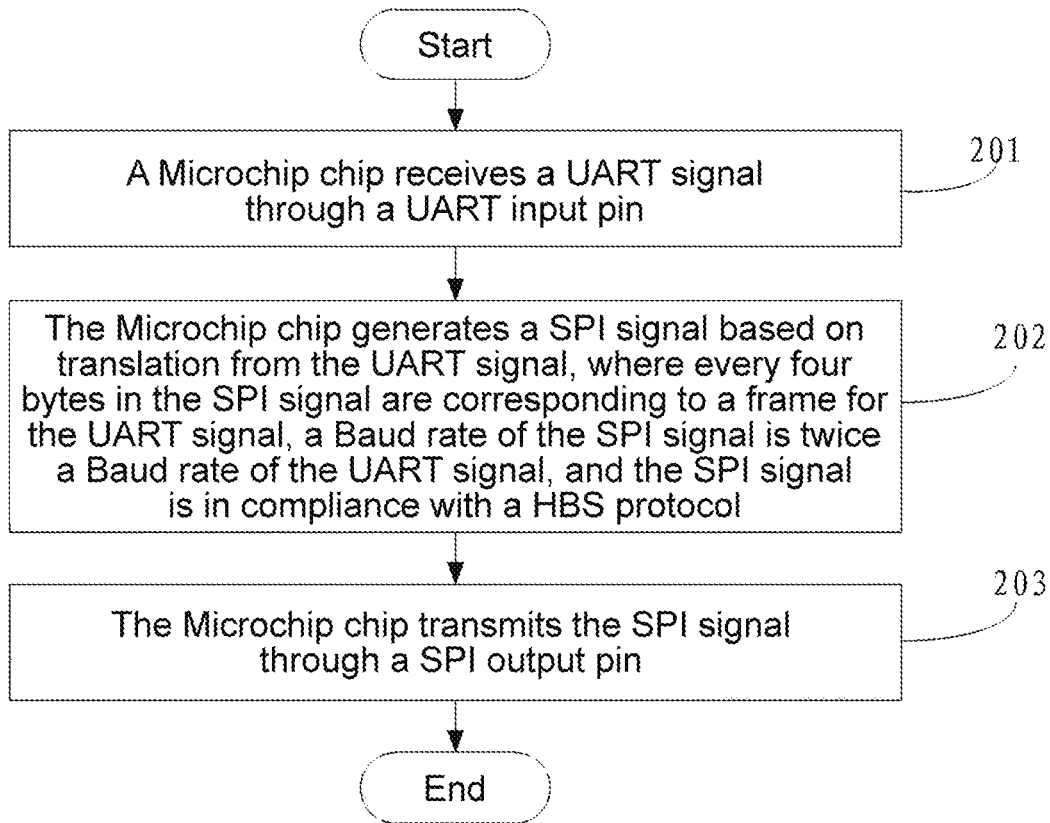 Start
A Microchip chip receives a UART signal
through a UART input pin
201
The Microchip chip generates a SPI signal based on
translation from the UART signal, where every four
bytes in the SPI signal are corresponding to a frame for
the UART signal, a Baud rate of the SPI signal is twice
a Baud rate of the UART signal, and the SPI signal
is in compliance with a HBS protocol
202
The Microchip chip transmits the SPI signal
through a SPI output pin
203
End